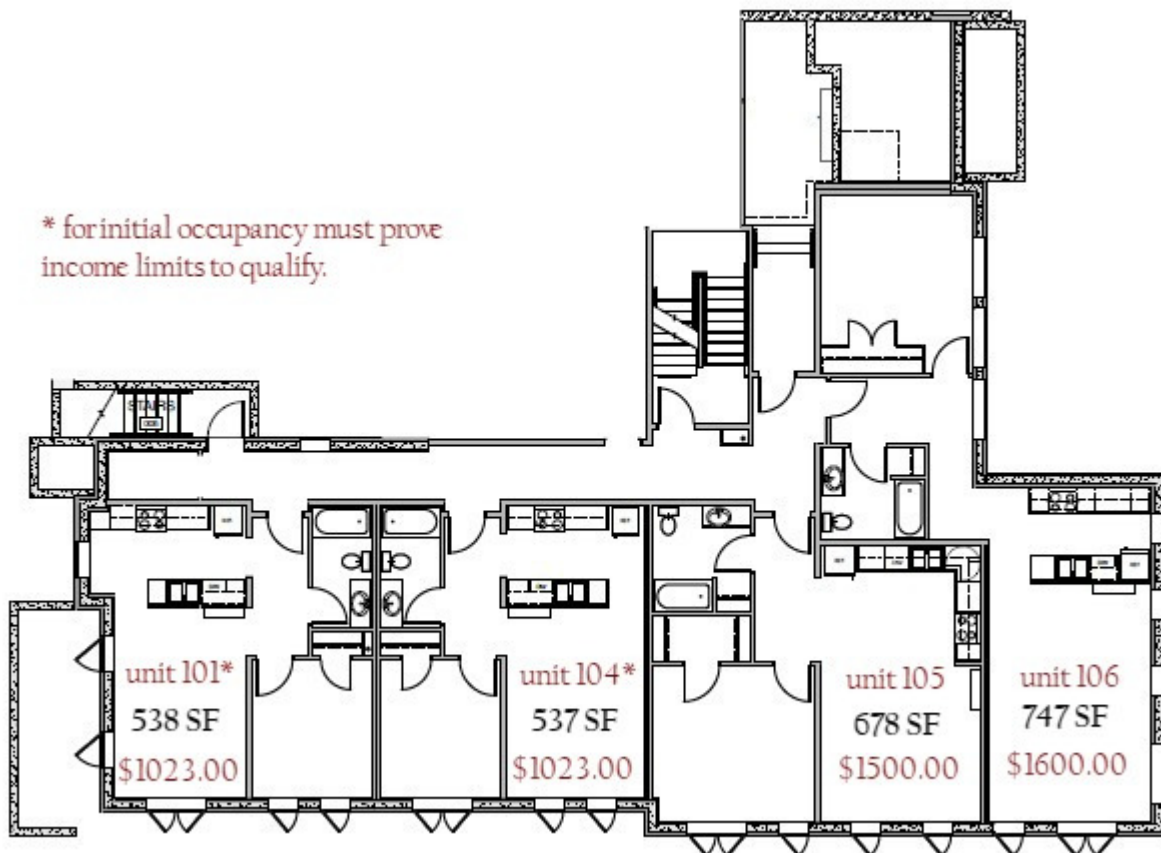 * for initial occupancy must prove
income limits to qualify.
STAIRS
unit 101*
538 SF
$1023.00
unit 104*
537 SF
$1023.00
unit 105
678 SF
$1500.00
unit 106
747 SF
$1600.00